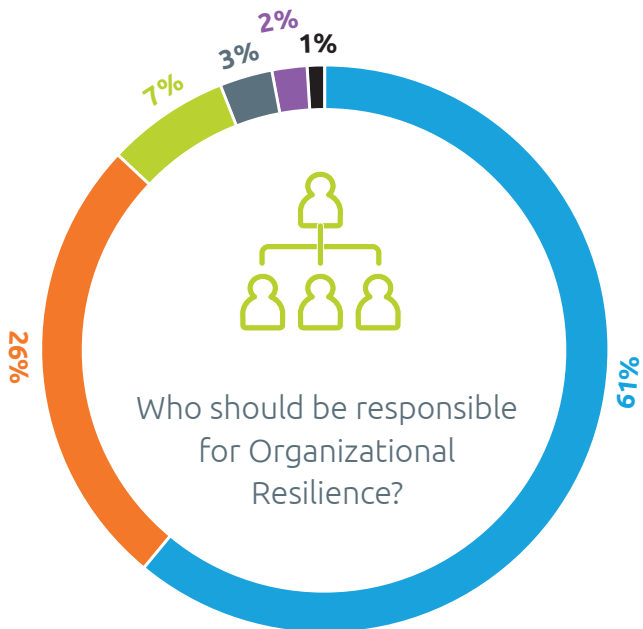 2%
1%
3%
7%
26%
61%
Who should be responsible
for Organizational
Resilience?